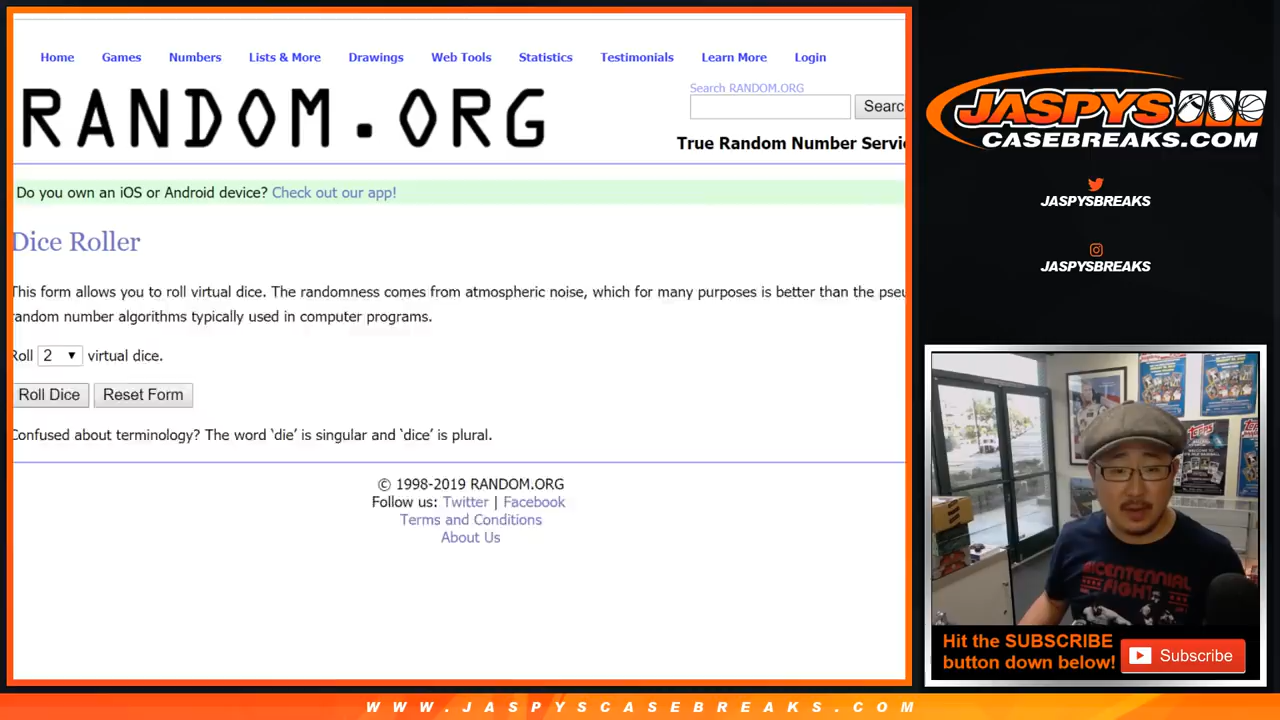 Home Games Numbers Lists & More Drawings Web Tools Statistics Testimonials Learn More Login
Search RANDOM.ORG
RANDOM.ORG
Searc
True Random Number Servi
Do you own an iOS or Android device? Check out our app!
Dice Roller
This form allows you to roll virtual dice. The randomness comes from atmospheric noise, which for many purposes is better than the pseu
random number algorithms typically used in computer programs.
Roll 2 virtual dice.
Roll Dice Reset Form
Confused about terminology? The word ‘die’ is singular and ‘dice’ is plural.
© 1998-2019 RANDOM.ORG
Follow us: Twitter | Facebook
Terms and Conditions
About Us
JASPYS
CASEBREAKS.COM
JASPYSBREAKS
JASPYSBREAKS
TOPPS
BICENTENNIAL
FIGHT
Hit the SUBSCRIBE
button down below!
Subscribe
WWW.JASPYSCASEBREAKS.COM